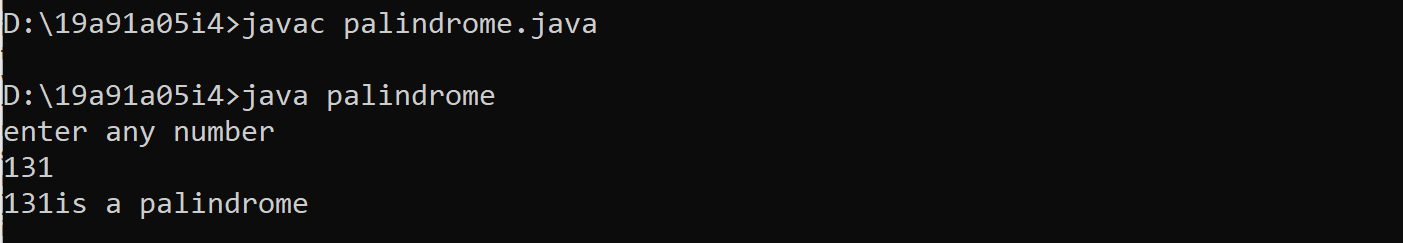 D:\19a91a05i4>javac palindrome.java
D:\19a91a05i4>java palindrome
enter any number
131
131is a palindrome